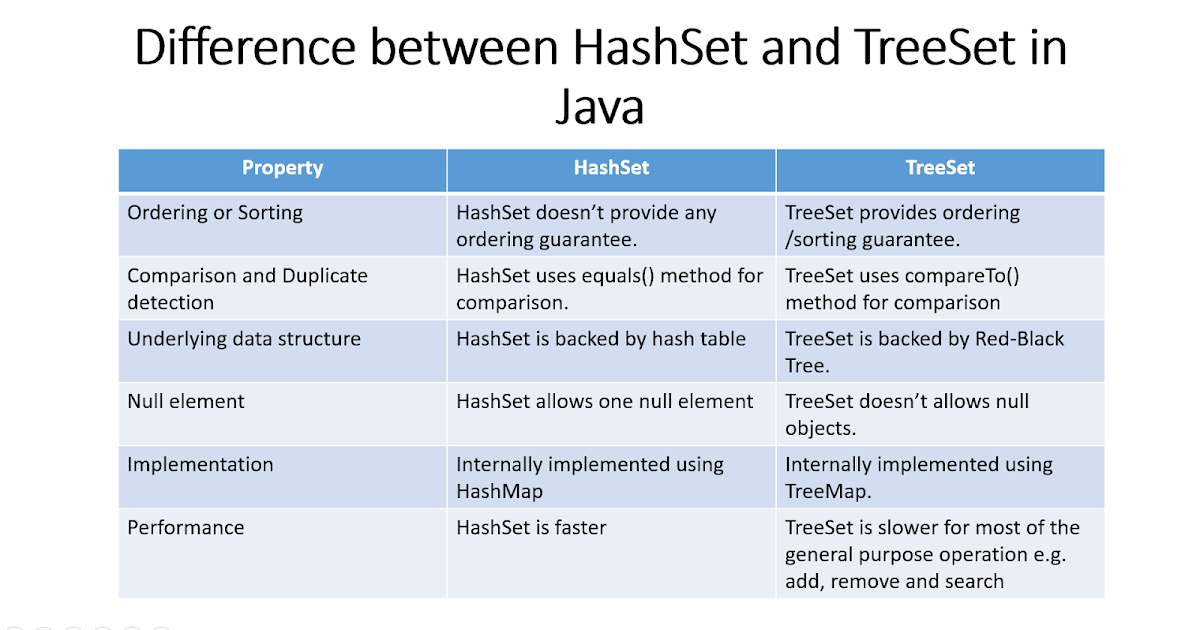 Difference between HashSet and TreeSet in
Java
Property HashSet TreeSet
Ordering or Sorting
HashSet doesn’t provide any
ordering guarantee.
TreeSet provides ordering
/sorting guarantee.
Comparison and Duplicate
detection
HashSet uses equals() method for
comparison.
TreeSet uses compareTo()
method for comparison
Underlying data structure
HashSet is backed by hash table
TreeSet is backed by Red-Black
Tree.
Null element
HashSet allows one null element
TreeSet doesn’t allows null
objects.
Implementation
Internally implemented using
HashMap
Internally implemented using
TreeMap.
Performance
HashSet is faster
TreeSet is slower for most of the
general purpose operation e.g.
add, remove and search